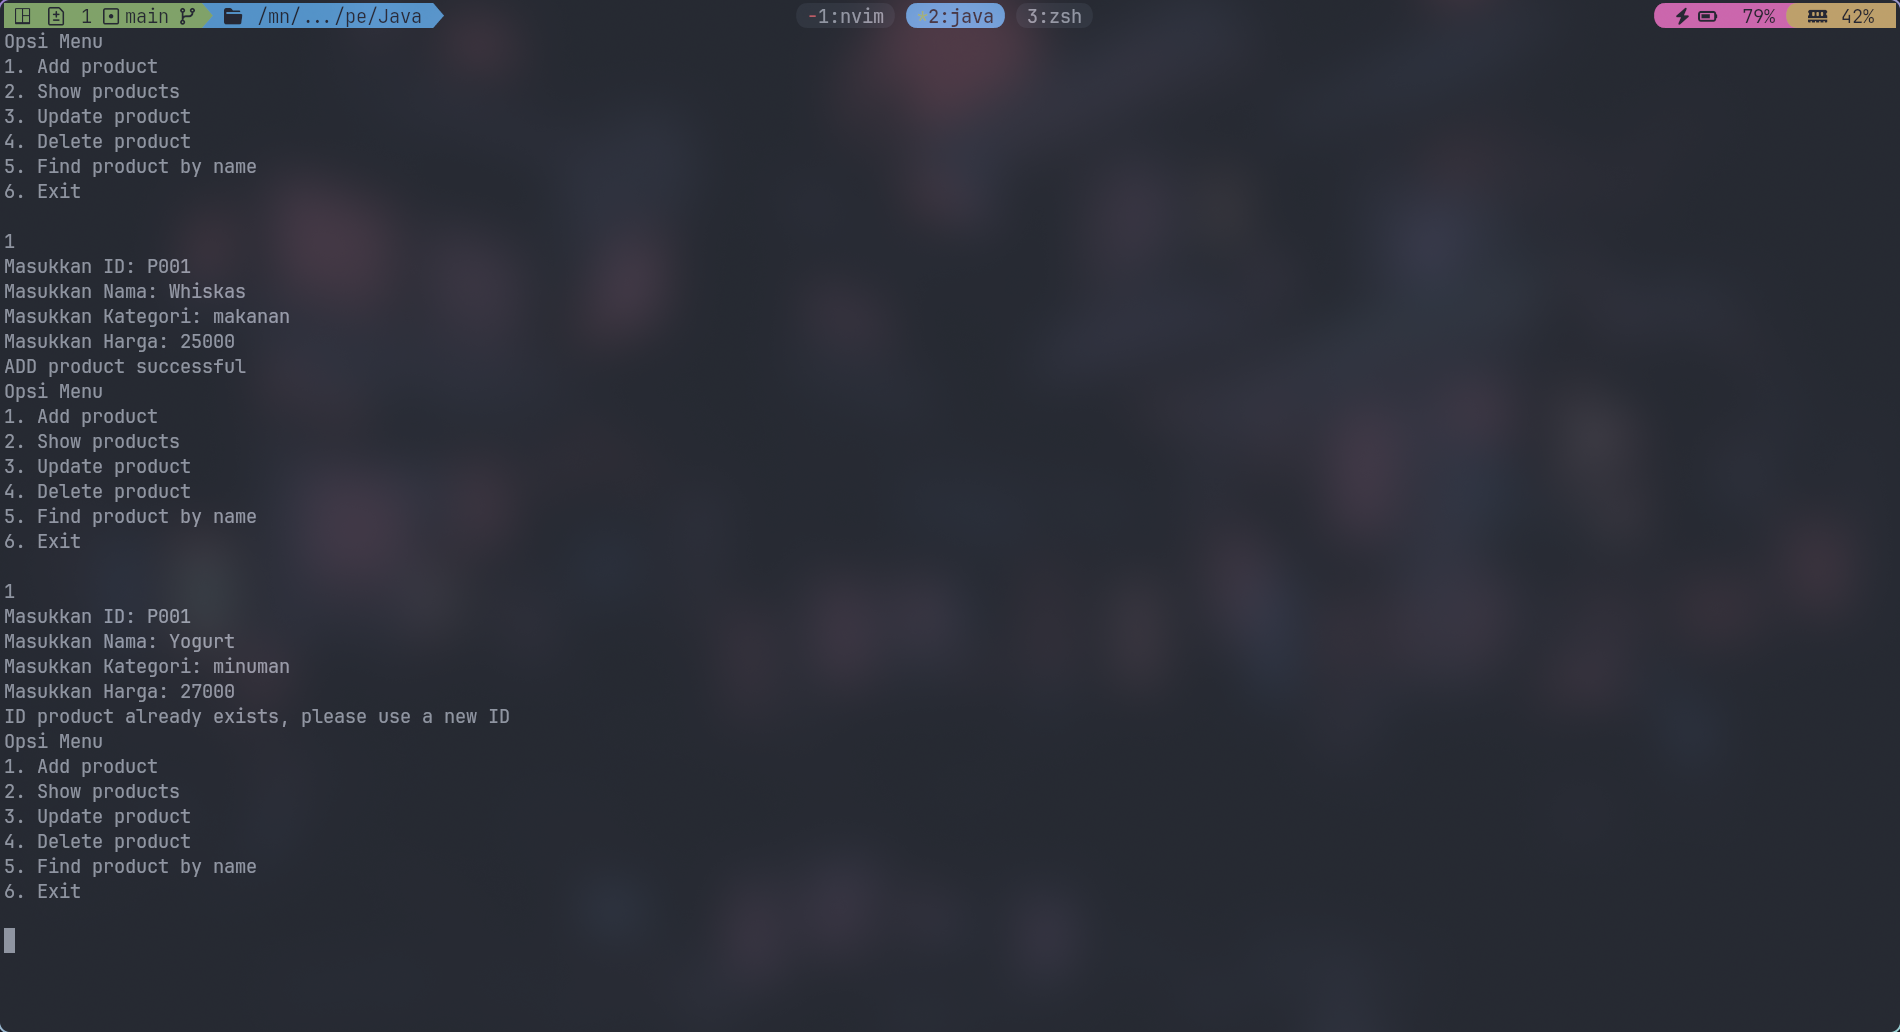 1 main /mn/.../pe/Java -1:nvim *2:java 3:zsh 79% 42%
Opsi Menu
1. Add product
2. Show products
3. Update product
4. Delete product
5. Find product by name
6. Exit
1
Masukkan ID: P001
Masukkan Nama: Whiskas
Masukkan Kategori: makanan
Masukkan Harga: 25000
ADD product successful
Opsi Menu
1. Add product
2. Show products
3. Update product
4. Delete product
5. Find product by name
6. Exit
1
Masukkan ID: P001
Masukkan Nama: Yogurt
Masukkan Kategori: minuman
Masukkan Harga: 27000
ID product already exists, please use a new ID
Opsi Menu
1. Add product
2. Show products
3. Update product
4. Delete product
5. Find product by name
6. Exit